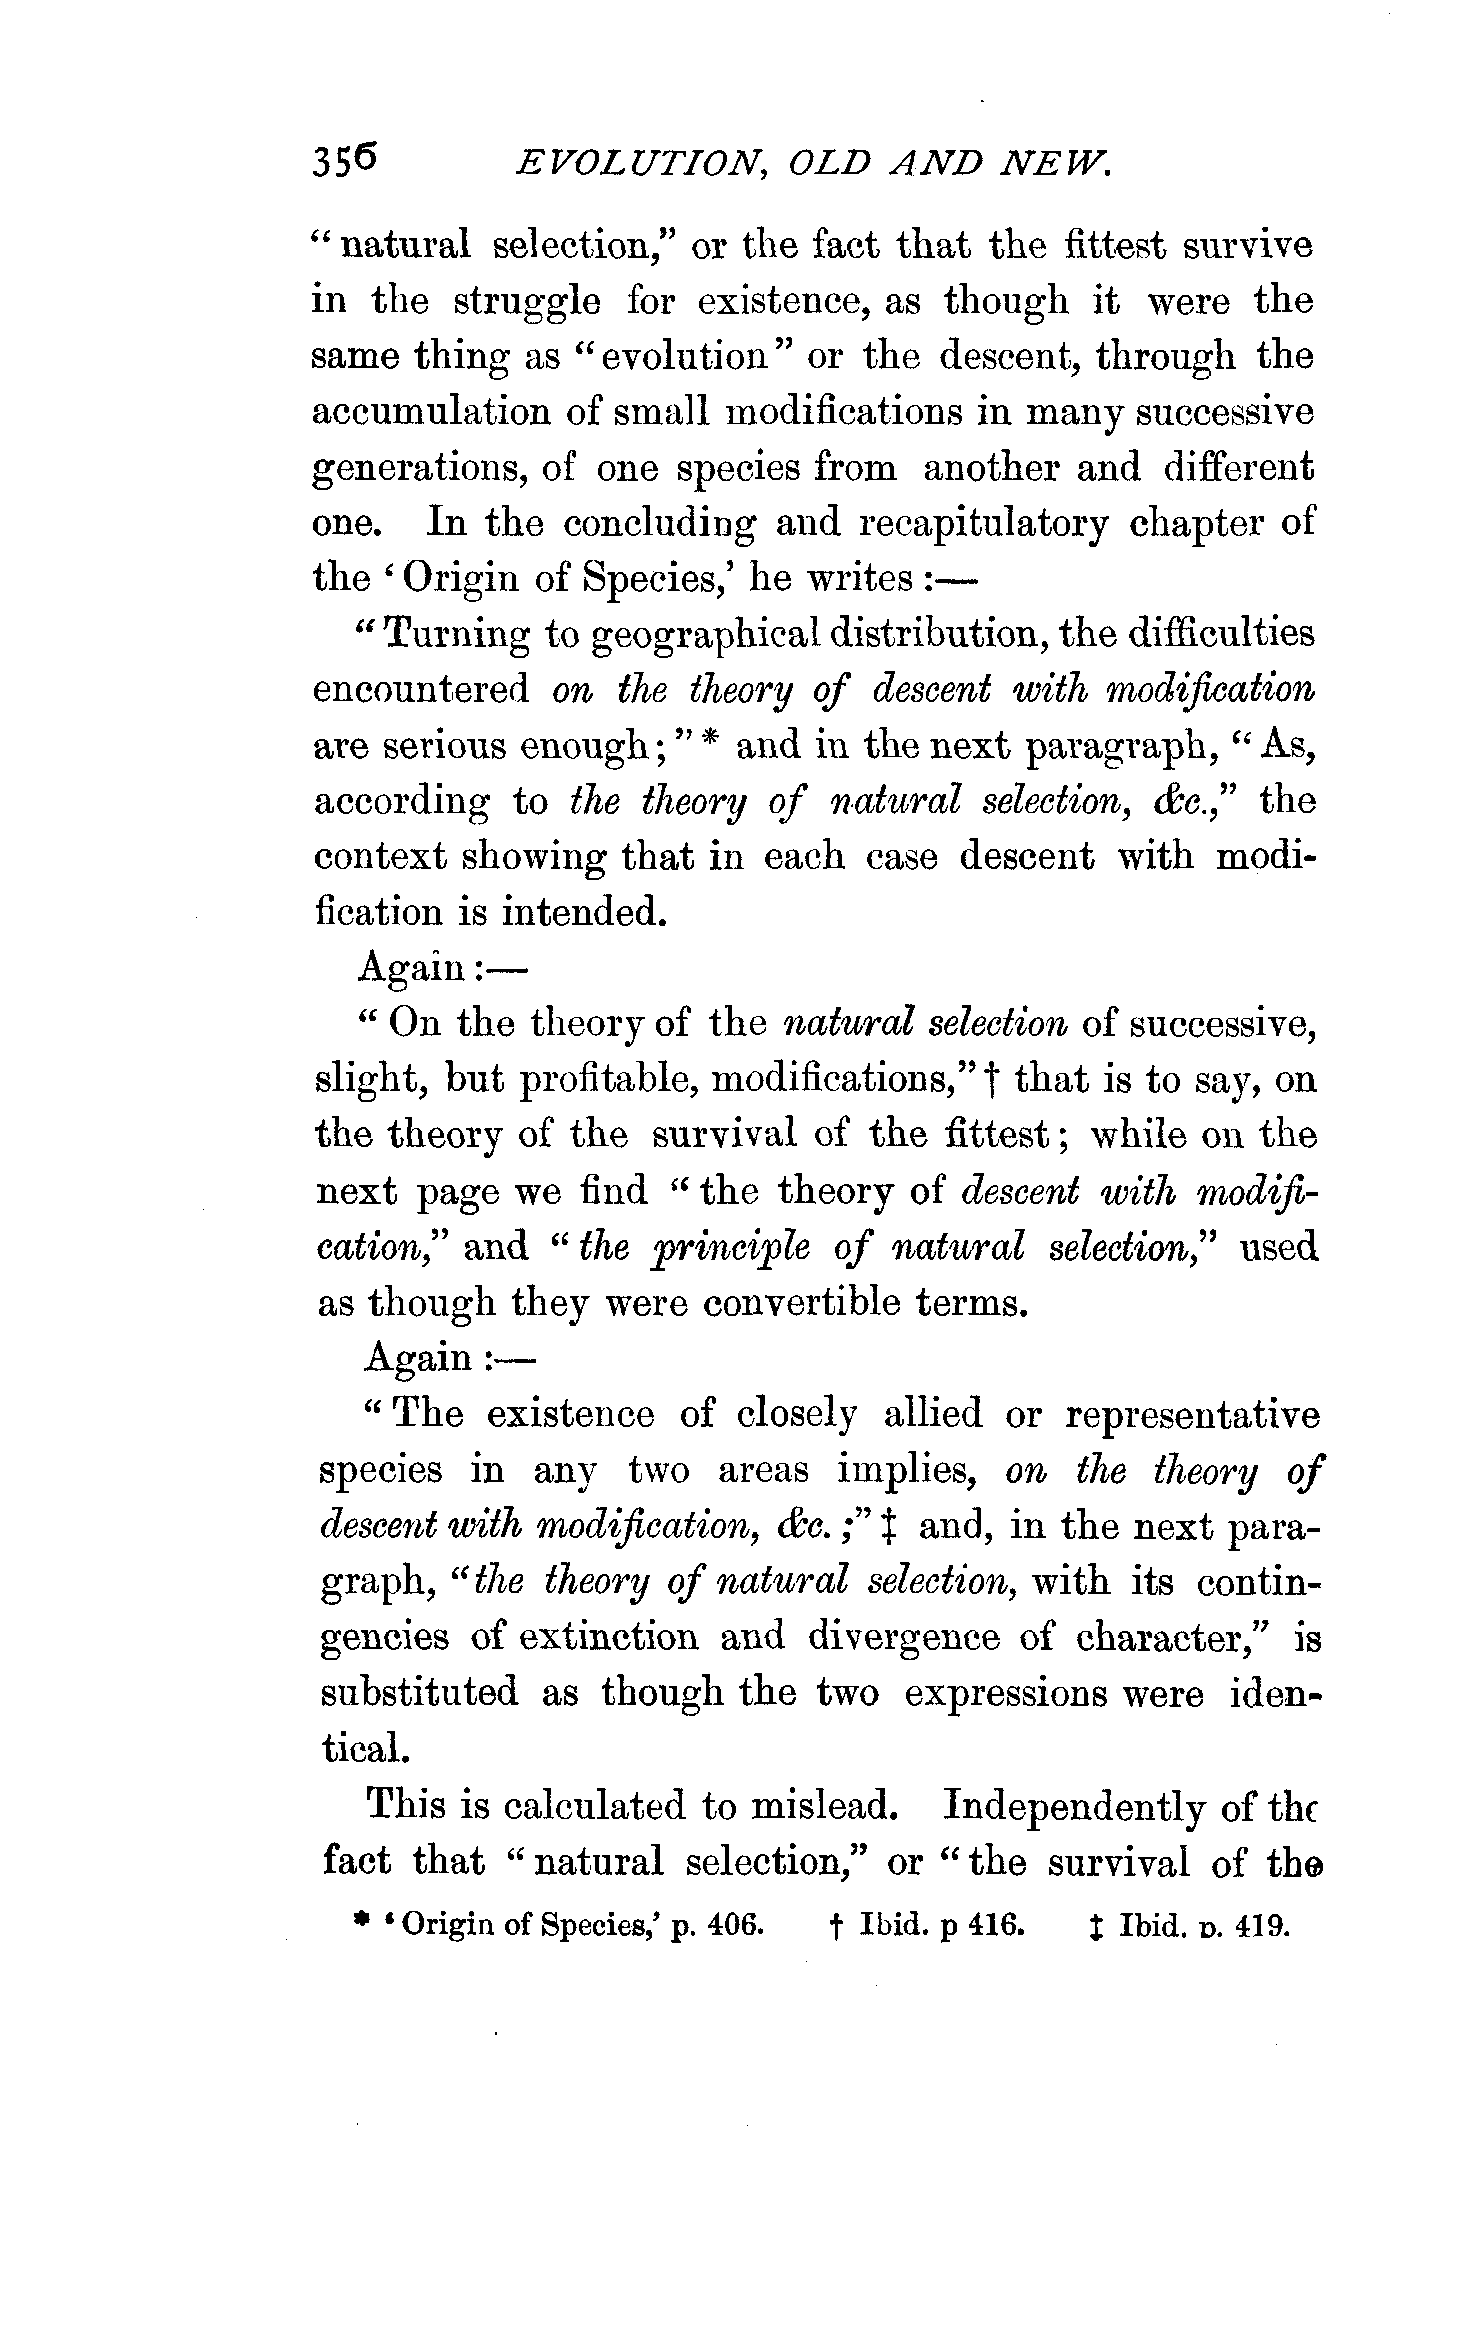 356 EVOLUTION, OLD AND NEW.
“natural selection,” or the fact that the fittest survive
in the struggle for existence, as though it were the
same thing as “evolution” or the descent, through the
accumulation of small modifications in many successive
generations, of one species from another and different
one. In the concluding and recapitulatory chapter of
the ‘Origin of Species,’ he writes :—
“Turning to geographical distribution, the difficulties
encountered on the theory of descent with modification
are serious enough;”* and in the next paragraph, “As,
according to the theory of natural selection, &c.,” the
context showing that in each case descent with modi-
fication is intended.
Again :—
“On the theory of the natural selection of successive,
slight, but profitable, modifications,”† that is to say, on
the theory of the survival of the fittest; while on the
next page we find “the theory of descent with modifi-
cation,” and “the principle of natural selection,” used
as though they were convertible terms.
Again :—
“The existence of closely allied or representative
species in any two areas implies, on the theory of
descent with modification, &c. ;”‡ and, in the next para-
graph, “the theory of natural selection, with its contin-
gencies of extinction and divergence of character,” is
substituted as though the two expressions were iden-
tical.
This is calculated to mislead. Independently of the
fact that “natural selection,” or “the survival of the
* ‘Origin of Species,’ p. 406. † Ibid. p 416. ‡ Ibid. p. 419.